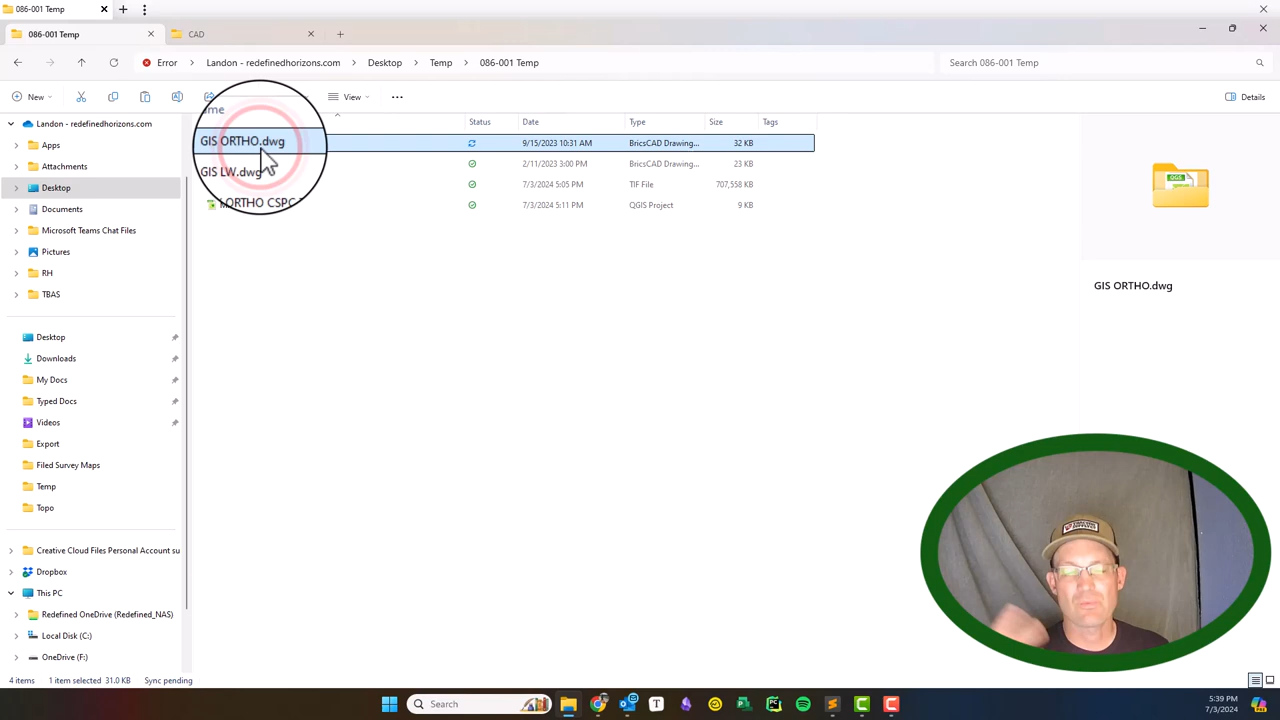 086-001 Temp
086-001 Temp
CAD
Error
Landon - redefinedhorizons.com
Desktop
Temp
086-001 Temp
Search 086-001 Temp
New
View
Details
Landon - redefinedhorizons.com
Status
Date
Type
Size
Tags
Apps
GIS ORTHO.dwg
9/15/2023 10:31 AM
BricsCAD Drawing...
32 KB
Attachments
GIS LW.dwg
2/11/2023 3:00 PM
BricsCAD Drawing...
23 KB
Desktop
7/3/2024 5:05 PM
TIF File
707,558 KB
Documents
ORTHO CSPC
7/3/2024 5:11 PM
QGIS Project
9 KB
Microsoft Teams Chat Files
Pictures
RH
TBAS
GIS ORTHO.dwg
Desktop
Downloads
My Docs
Typed Docs
Videos
Export
Filed Survey Maps
Temp
Topo
Creative Cloud Files Personal Account su
Dropbox
This PC
Redefined OneDrive (Redefined_NAS)
Local Disk (C:)
OneDrive (F:)
4 items
1 item selected 31.0 KB
Sync pending
Search
5:39 PM
7/3/2024